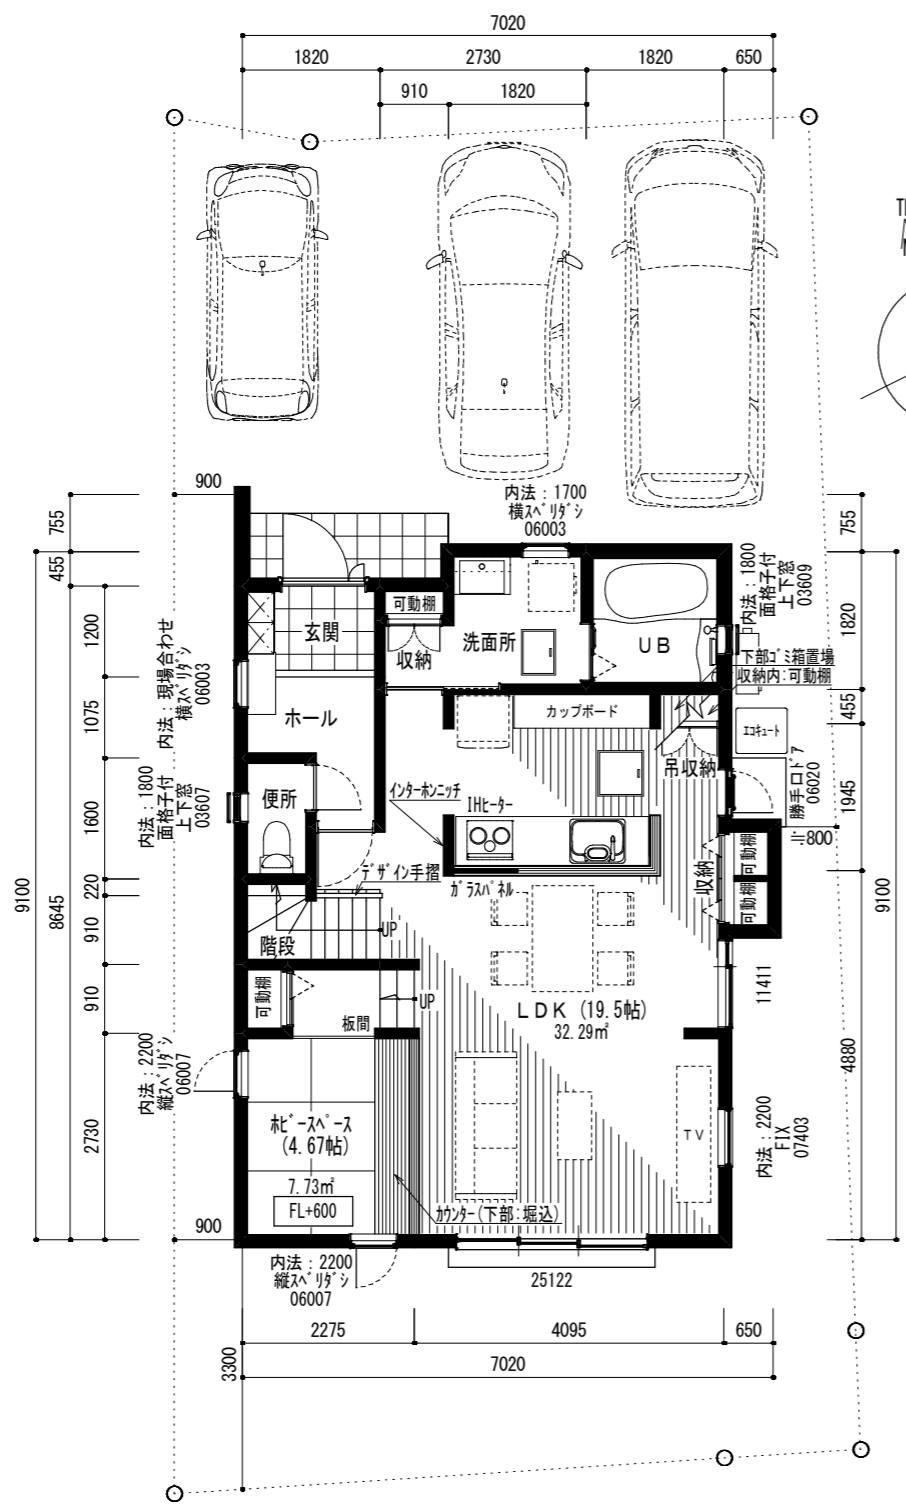 7020
1820
2730
1820
650
910
1820
900
755
455
9100
8645
1200
1075
1600
220
910
910
2730
900
内法：1700
横スベリダシ
06003
内法：現場合わせ
横スベリダシ
06003
内法：1800
面格子付
上下窓
03607
内法：2200
縦スベリダシ
06007
玄関
可動棚
収納
洗面所
UB
ホール
カップボード
便所
インターホンニッチ
IHヒーター
吊収納
デザイン手摺
ガラスパネル
収納
可動棚
可動棚
階段
UP
UP
可動棚
板間
LDK (19.5帖)
32.29㎡
ホビースペース
(4.67帖)
7.73㎡
FL+600
カウンター(下部:堀込)
TV
内法：1800
面格子付
上下窓
03609
下部ゴミ箱置場
収納内:可動棚
エコキュート
勝手口ドア
06020
≒800
11411
内法：2200
FIX
07403
755
1820
455
1945
4880
9100
内法：2200
縦スベリダシ
06007
25122
2275
4095
650
7020
3300